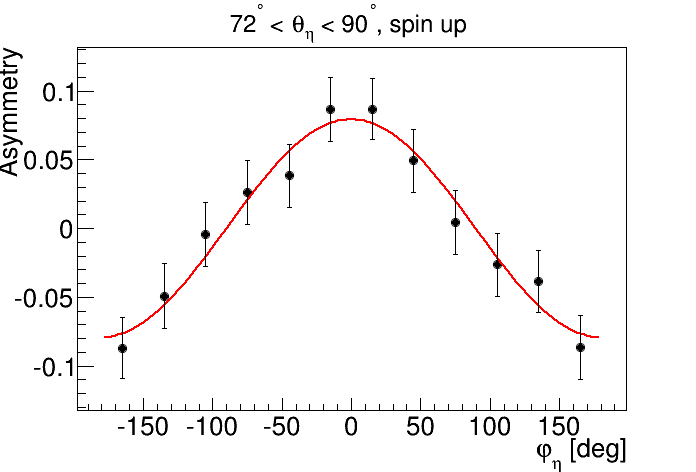 72° < θη < 90°, spin up
Asymmetry
0.1
0.05
0
-0.05
-0.1
-150 -100 -50 0 50 100 150
φη [deg]